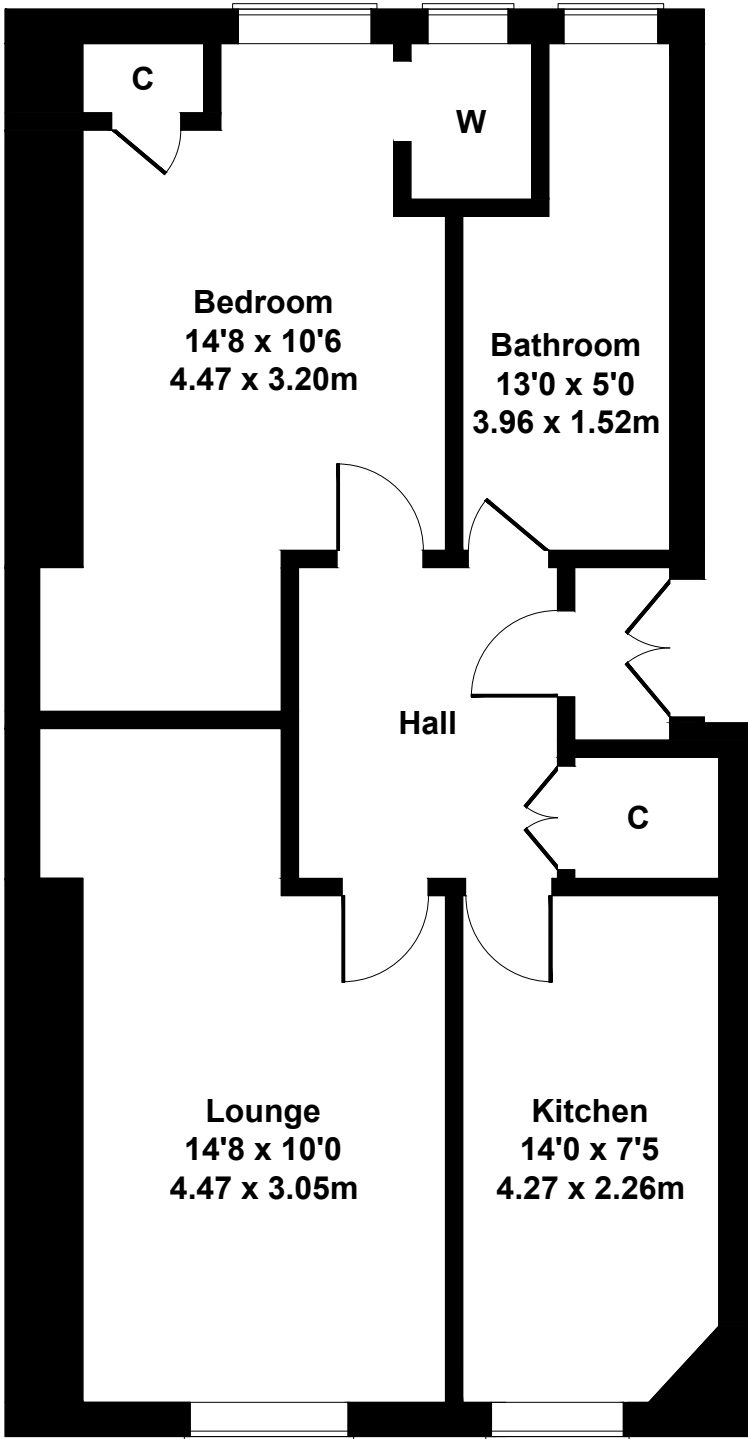 C
W
Bedroom
14'8 x 10'6
4.47 x 3.20m
Bathroom
13'0 x 5'0
3.96 x 1.52m
Hall
C
Lounge
14'8 x 10'0
4.47 x 3.05m
Kitchen
14'0 x 7'5
4.27 x 2.26m